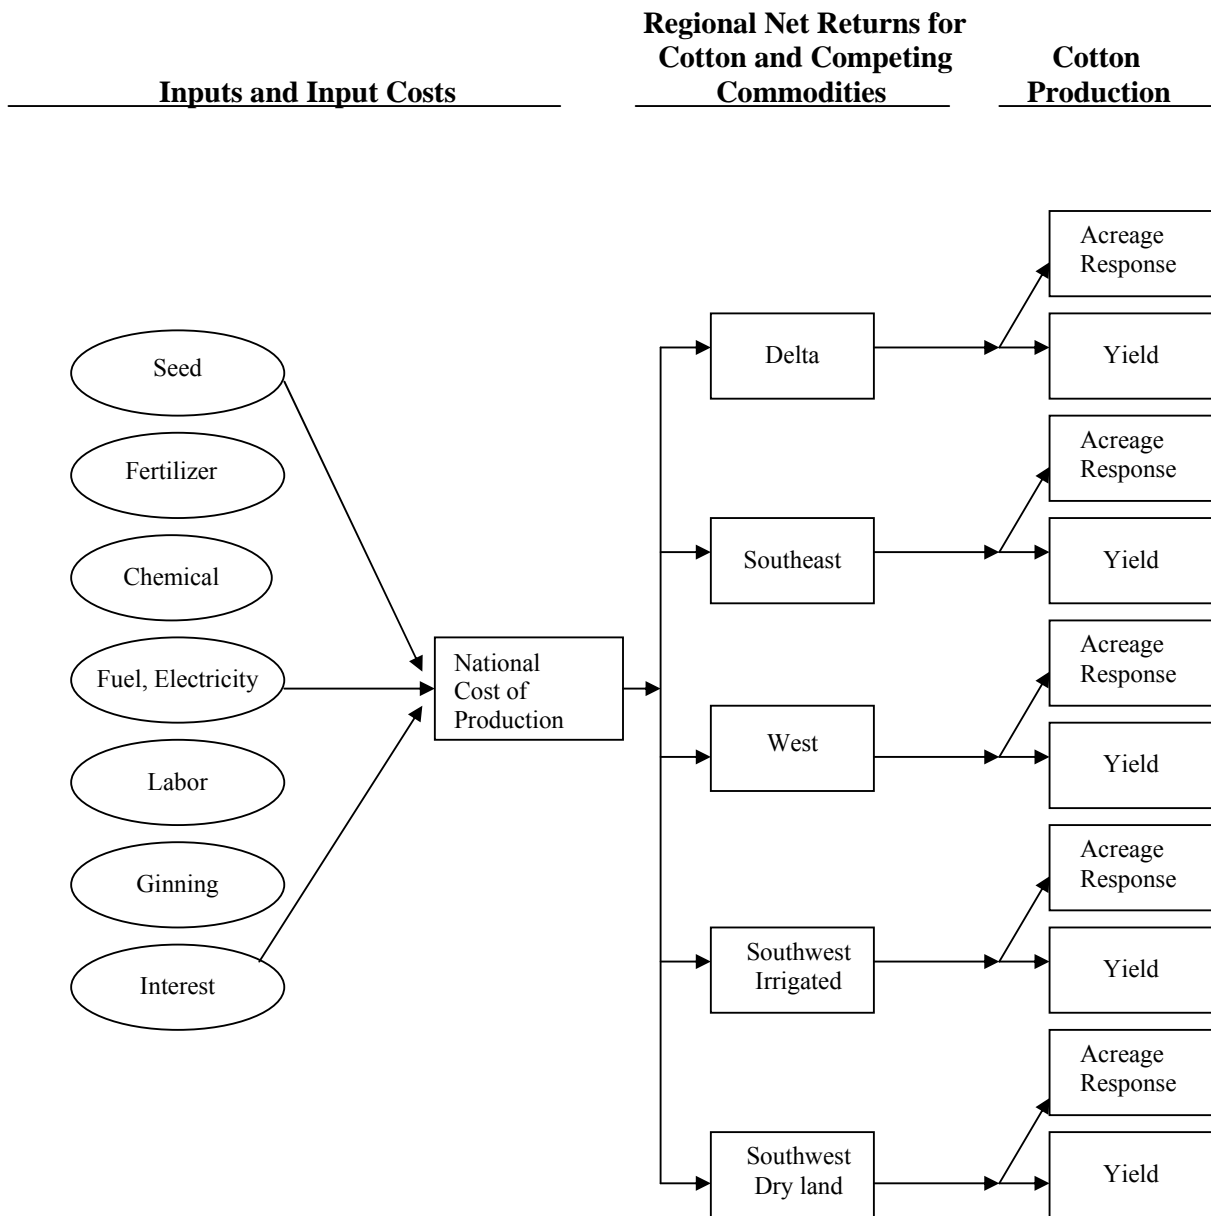 Inputs and Input Costs
Regional Net Returns for
Cotton and Competing
Commodities
Cotton
Production
Seed
Fertilizer
Chemical
Fuel, Electricity
Labor
Ginning
Interest
National
Cost of
Production
Delta
Southeast
West
Southwest
Irrigated
Southwest
Dry land
Acreage
Response
Yield
Acreage
Response
Yield
Acreage
Response
Yield
Acreage
Response
Yield
Acreage
Response
Yield